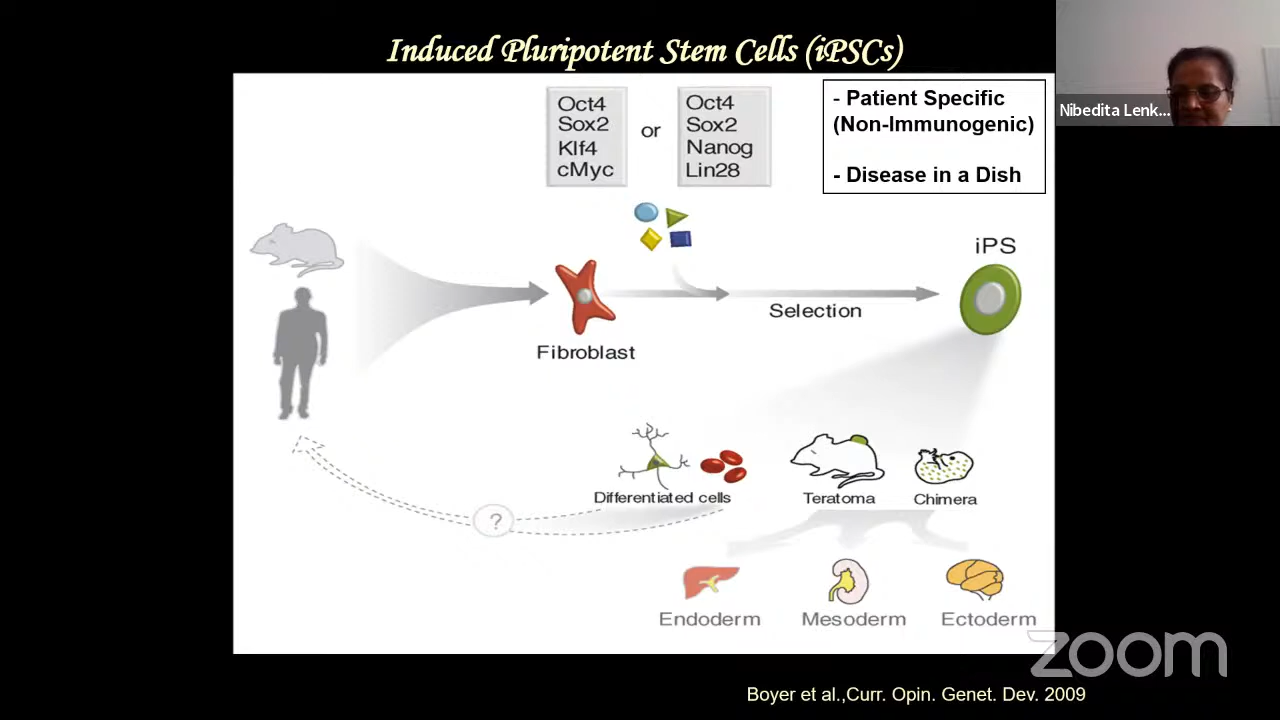 Induced Pluripotent Stem Cells (iPSCs)
Oct4
Sox2
Klf4
cMyc
or
Oct4
Sox2
Nanog
Lin28
- Patient Specific
(Non-Immunogenic)
- Disease in a Dish
Nibedita Lenk...
iPS
Selection
Fibroblast
Differentiated cells
Teratoma
Chimera
?
Endoderm
Mesoderm
Ectoderm
zoom
Boyer et al.,Curr. Opin. Genet. Dev. 2009